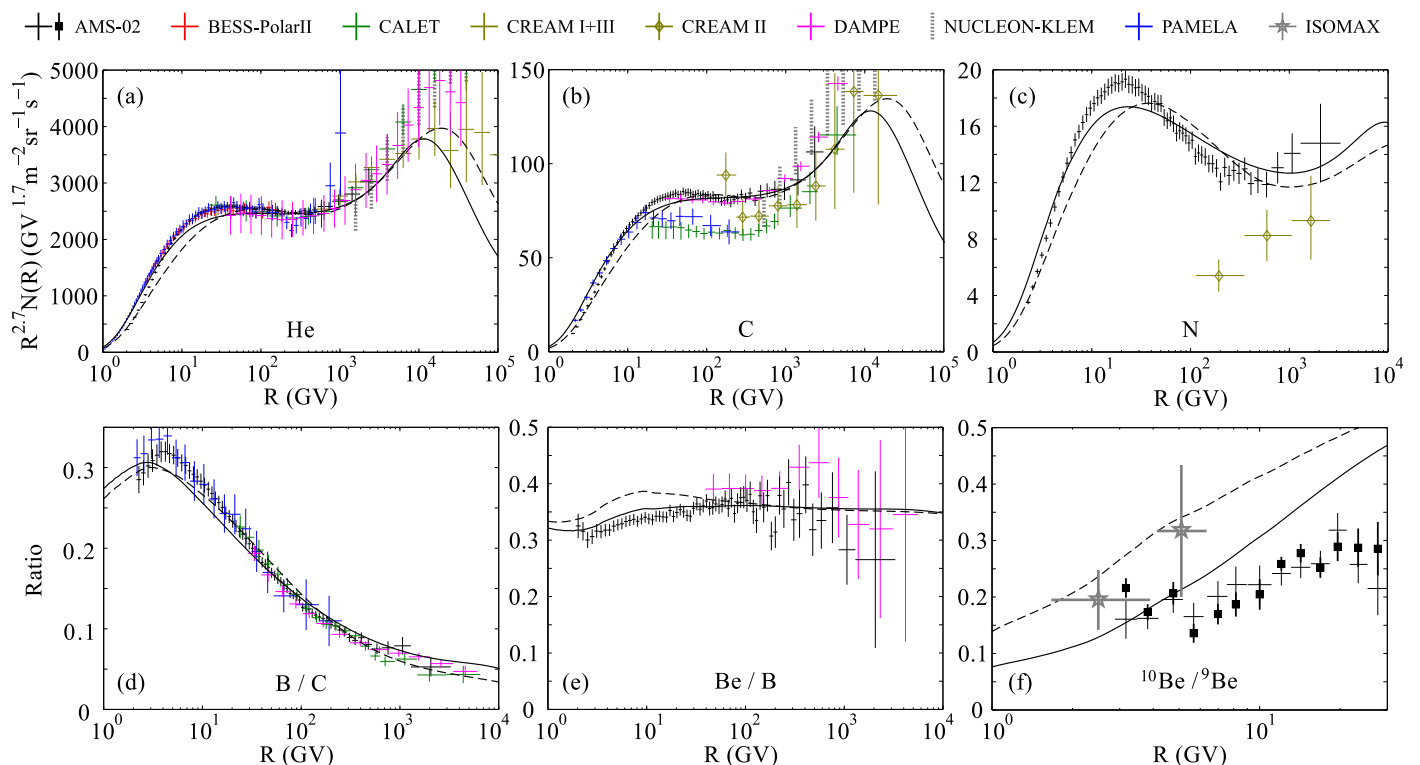 AMS-02 BESS-PolarII CALET CREAM I+III CREAM II DAMPE NUCLEON-KLEM PAMELA ISOMAX
R^2.7 N(R) (GV^1.7 m^−2 sr^−1 s^−1)
5000
4000
3000
2000
1000
0
(a)
He
10^0 10^1 10^2 10^3 10^4 10^5
R (GV)
150
100
50
0
(b)
C
10^0 10^1 10^2 10^3 10^4 10^5
R (GV)
20
16
12
8
4
0
(c)
N
10^0 10^1 10^2 10^3 10^4
R (GV)
Ratio
0.3
0.2
0.1
0
(d)
B / C
10^0 10^1 10^2 10^3 10^4
R (GV)
0.5
0.4
0.3
0.2
0.1
0
(e)
Be / B
10^0 10^1 10^2 10^3 10^4
R (GV)
0.5
0.4
0.3
0.2
0.1
0
(f)
^10Be / ^9Be
10^0 10^1
R (GV)